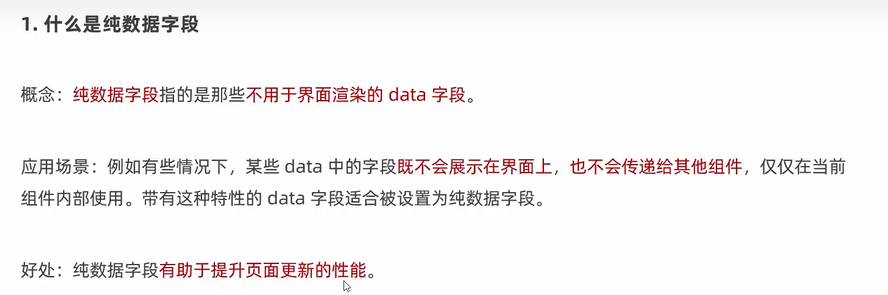 1. 什么是纯数据字段
概念：纯数据字段指的是那些不用于界面渲染的 data 字段。
应用场景：例如有些情况下，某些 data 中的字段既不会展示在界面上，也不会传递给其他组件，仅仅在当前
组件内部使用。带有这种特性的 data 字段适合被设置为纯数据字段。
好处：纯数据字段有助于提升页面更新的性能。